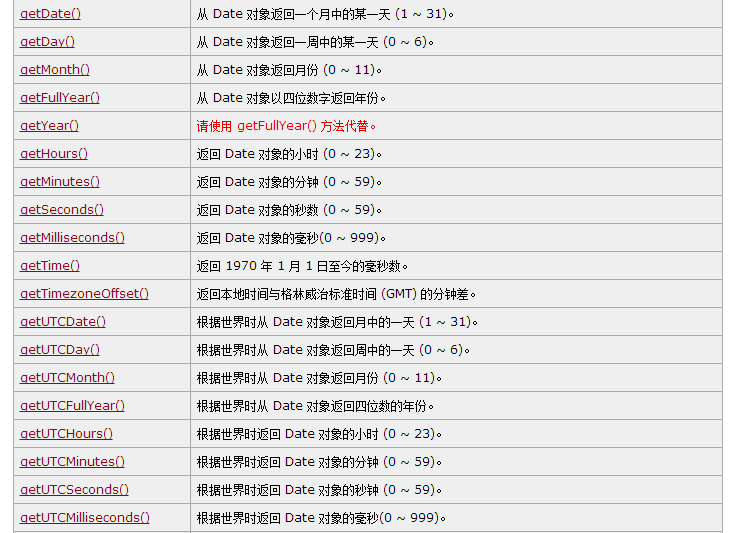 getDate() 从 Date 对象返回一个月中的某一天 (1 ~ 31)。
getDay() 从 Date 对象返回一周中的某一天 (0 ~ 6)。
getMonth() 从 Date 对象返回月份 (0 ~ 11)。
getFullYear() 从 Date 对象以四位数字返回年份。
getYear() 请使用 getFullYear() 方法代替。
getHours() 返回 Date 对象的小时 (0 ~ 23)。
getMinutes() 返回 Date 对象的分钟 (0 ~ 59)。
getSeconds() 返回 Date 对象的秒数 (0 ~ 59)。
getMilliseconds() 返回 Date 对象的毫秒(0 ~ 999)。
getTime() 返回 1970 年 1 月 1 日至今的毫秒数。
getTimezoneOffset() 返回本地时间与格林威治标准时间 (GMT) 的分钟差。
getUTCDate() 根据世界时从 Date 对象返回月中的一天 (1 ~ 31)。
getUTCDay() 根据世界时从 Date 对象返回周中的一天 (0 ~ 6)。
getUTCMonth() 根据世界时从 Date 对象返回月份 (0 ~ 11)。
getUTCFullYear() 根据世界时从 Date 对象返回四位数的年份。
getUTCHours() 根据世界时返回 Date 对象的小时 (0 ~ 23)。
getUTCMinutes() 根据世界时返回 Date 对象的分钟 (0 ~ 59)。
getUTCSeconds() 根据世界时返回 Date 对象的秒钟 (0 ~ 59)。
getUTCMilliseconds() 根据世界时返回 Date 对象的毫秒(0 ~ 999)。